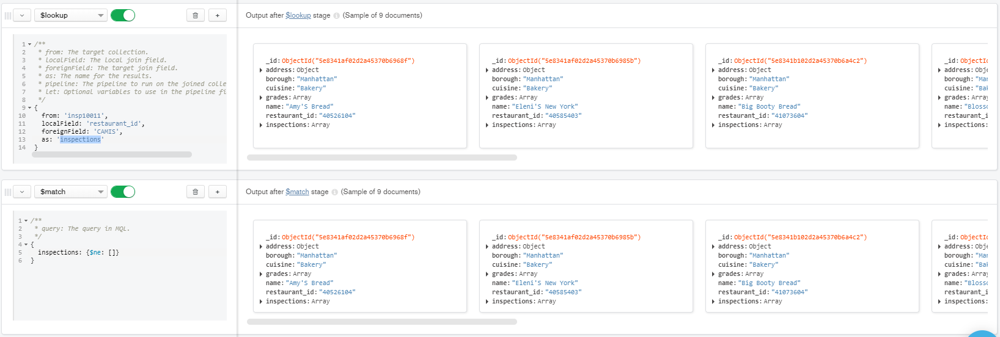 $lookup
+
Output after $lookup stage (Sample of 9 documents)
1 /**
2 * from: The target collection.
3 * localField: The local join field.
4 * foreignField: The target join field.
5 * as: The name for the results.
6 * pipeline: The pipeline to run on the joined colle
7 * let: Optional variables to use in the pipeline fi
8 */
9 {
10 from: 'insp10011',
11 localField: 'restaurant_id',
12 foreignField: 'CAMIS',
13 as: 'inspections'
14 }
_id: ObjectId("5e8341af02d2a45370b6968f")
address: Object
borough: "Manhattan"
cuisine: "Bakery"
grades: Array
name: "Amy'S Bread"
restaurant_id: "40526104"
inspections: Array
_id: ObjectId("5e8341af02d2a45370b6985b")
address: Object
borough: "Manhattan"
cuisine: "Bakery"
grades: Array
name: "Eleni'S New York"
restaurant_id: "40585403"
inspections: Array
_id: ObjectId("5e8341b102d2a45370b6a4c2")
address: Object
borough: "Manhattan"
cuisine: "Bakery"
grades: Array
name: "Big Booty Bread"
restaurant_id: "41073604"
inspections: Array
_id: ObjectI
address: Obje
borough: "Man
cuisine: "Bak
grades: Array
name: "Blosso
restaurant_i
inspections:
$match
+
Output after $match stage (Sample of 9 documents)
1 /**
2 * query: The query in MQL.
3 */
4 {
5 inspections: {$ne: []}
6 }
_id: ObjectId("5e8341af02d2a45370b6968f")
address: Object
borough: "Manhattan"
cuisine: "Bakery"
grades: Array
name: "Amy'S Bread"
restaurant_id: "40526104"
inspections: Array
_id: ObjectId("5e8341af02d2a45370b6985b")
address: Object
borough: "Manhattan"
cuisine: "Bakery"
grades: Array
name: "Eleni'S New York"
restaurant_id: "40585403"
inspections: Array
_id: ObjectId("5e8341b102d2a45370b6a4c2")
address: Object
borough: "Manhattan"
cuisine: "Bakery"
grades: Array
name: "Big Booty Bread"
restaurant_id: "41073604"
inspections: Array
_id: ObjectI
address: Obje
borough: "Man
cuisine: "Bak
grades: Array
name: "Blosso
restaurant_i
inspections: